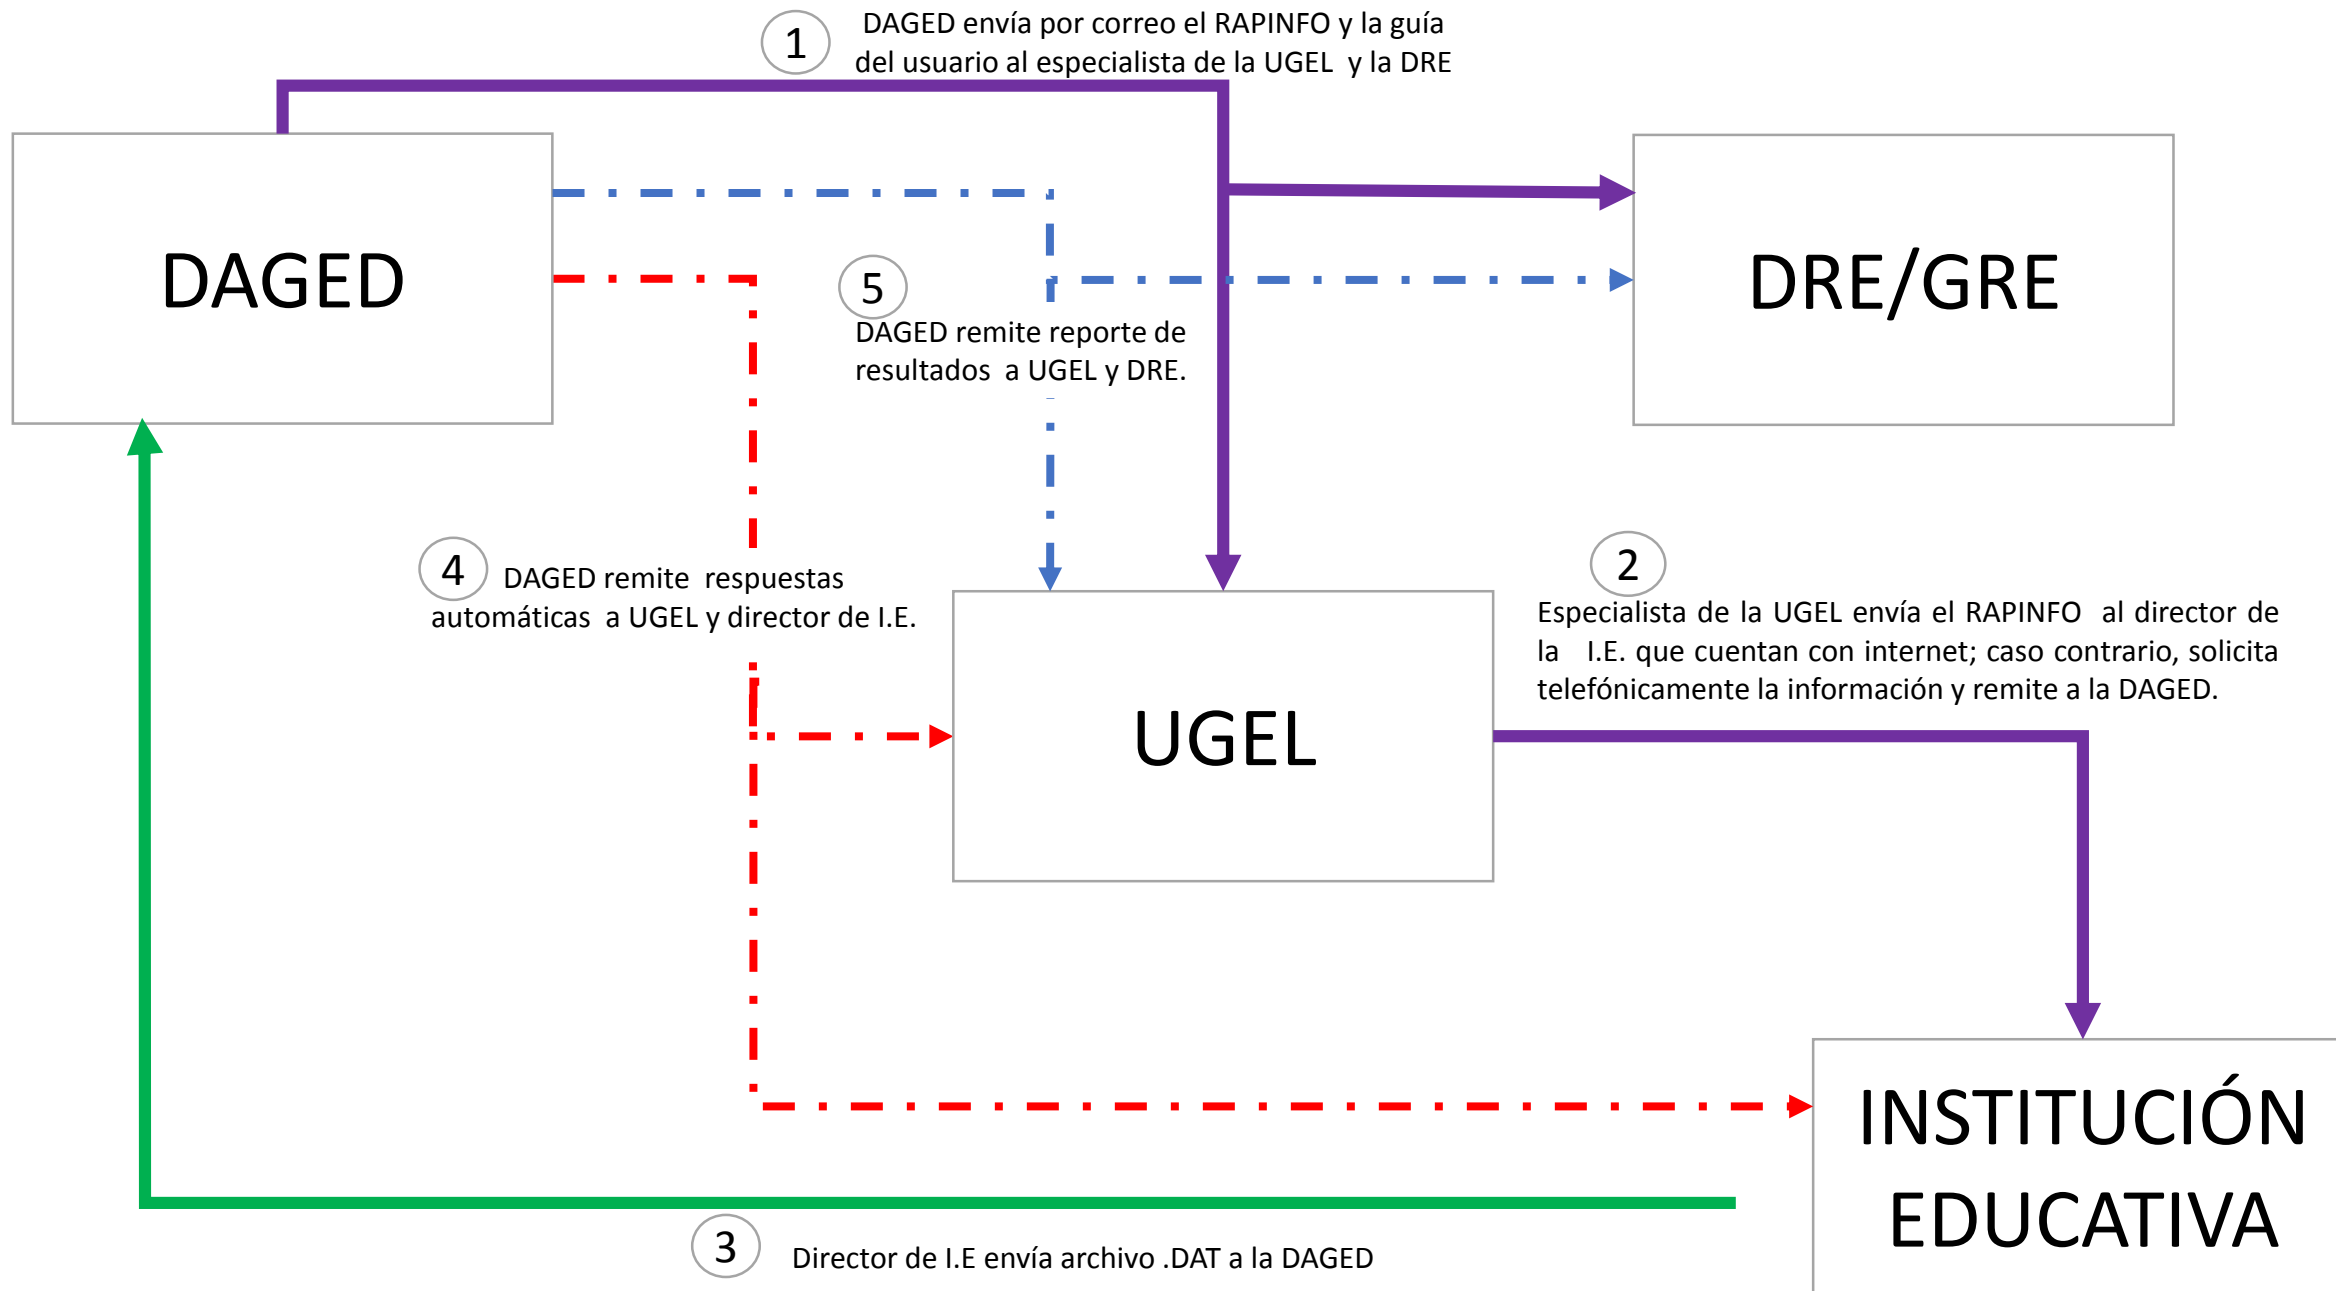 1
DAGED envía por correo el RAPINFO y la guía
del usuario al especialista de la UGEL y la DRE
DAGED
DRE/GRE
5
DAGED remite reporte de
resultados a UGEL y DRE.
4
DAGED remite respuestas
automáticas a UGEL y director de I.E.
2
Especialista de la UGEL envía el RAPINFO al director de
la I.E. que cuentan con internet; caso contrario, solicita
telefónicamente la información y remite a la DAGED.
UGEL
INSTITUCIÓN
EDUCATIVA
3
Director de I.E envía archivo .DAT a la DAGED